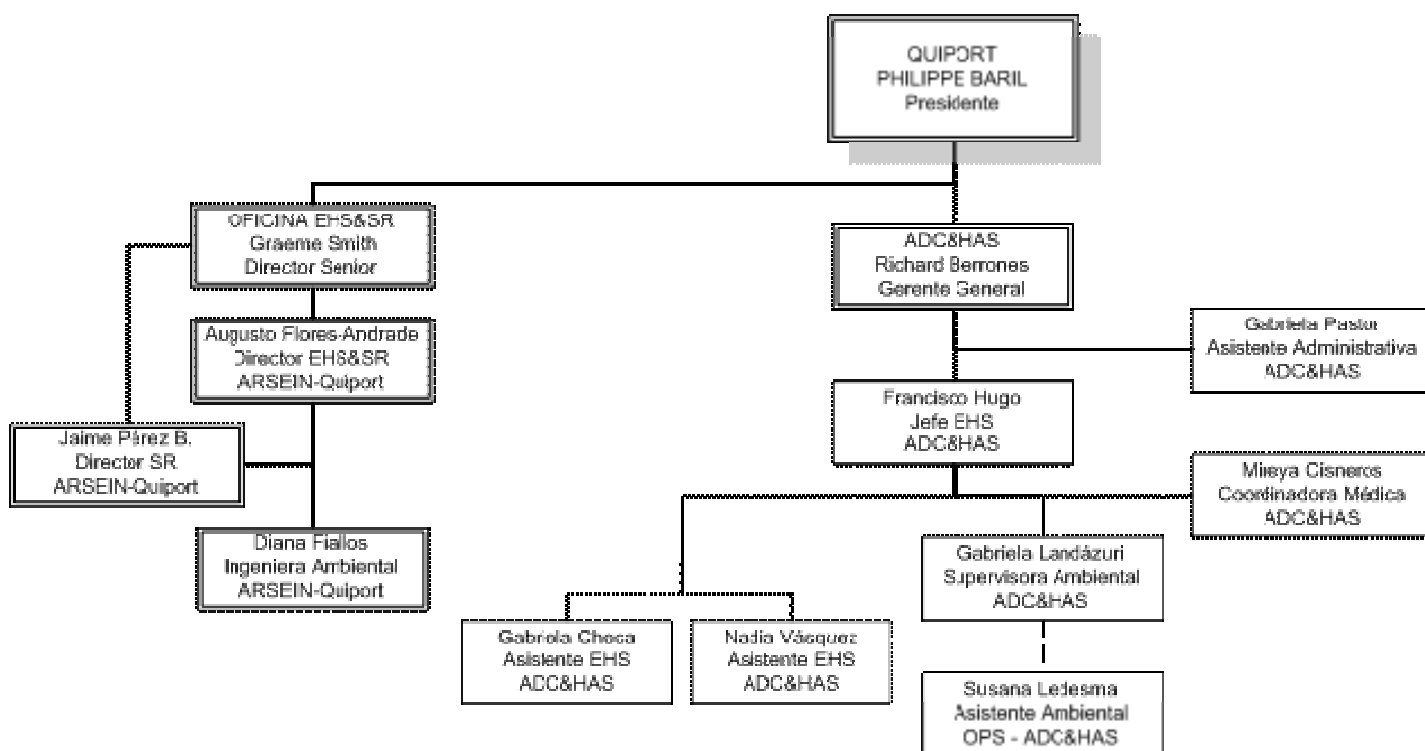 QUIPORT
PHILIPPE BARIL
Presidente
OFICINA EHS&SR
Graeme Smith
Director Senior
ADC&HAS
Richard Berrones
Gerente General
Augusto Flores-Andrade
Director EHS&SR
ARSEIN-Quiport
Gabriela Pastor
Asistente Administrativa
ADC&HAS
Francisco Hugo
Jefe EHS
ADC&HAS
Jaime Pérez B.
Director SR
ARSEIN-Quiport
Mireya Cisneros
Coordinadora Médica
ADC&HAS
Diana Fiallos
Ingeniera Ambiental
ARSEIN-Quiport
Gabriela Landázuri
Supervisora Ambiental
ADC&HAS
Gabriela Checa
Asistente EHS
ADC&HAS
Nadia Vásquez
Asistente EHS
ADC&HAS
Susana Ledesma
Asistente Ambiental
OPS - ADC&HAS